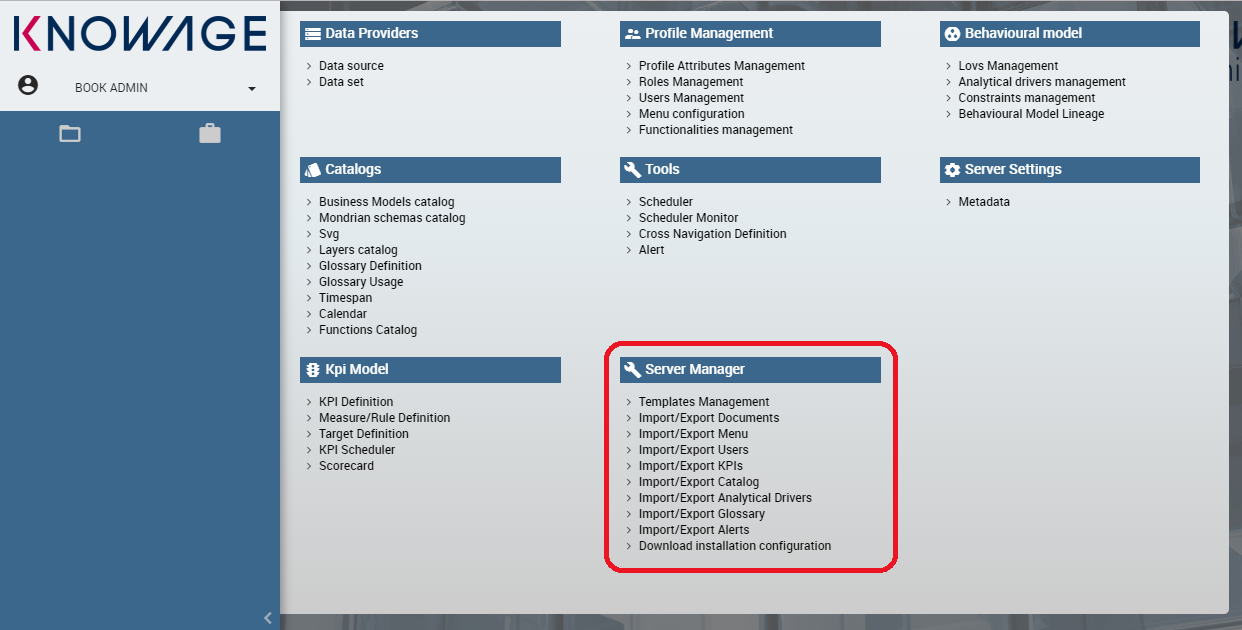 KNOWAGE
BOOK ADMIN
Data Providers
Data source
Data set
Profile Management
Profile Attributes Management
Roles Management
Users Management
Menu configuration
Functionalities management
Behavioural model
Lovs Management
Analytical drivers management
Constraints management
Behavioural Model Lineage
Catalogs
Business Models catalog
Mondrian schemas catalog
Svg
Layers catalog
Glossary Definition
Glossary Usage
Timespan
Calendar
Functions Catalog
Tools
Scheduler
Scheduler Monitor
Cross Navigation Definition
Alert
Server Settings
Metadata
Kpi Model
KPI Definition
Measure/Rule Definition
Target Definition
KPI Scheduler
Scorecard
Server Manager
Templates Management
Import/Export Documents
Import/Export Menu
Import/Export Users
Import/Export KPIs
Import/Export Catalog
Import/Export Analytical Drivers
Import/Export Glossary
Import/Export Alerts
Download installation configuration